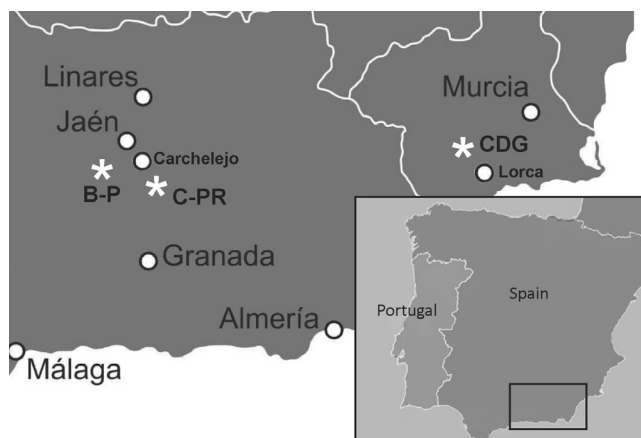 Linares
Jaén
Carchelejo
*
B-P
*
C-PR
Granada
Almería
Málaga
Murcia
*
CDG
Lorca
Portugal
Spain